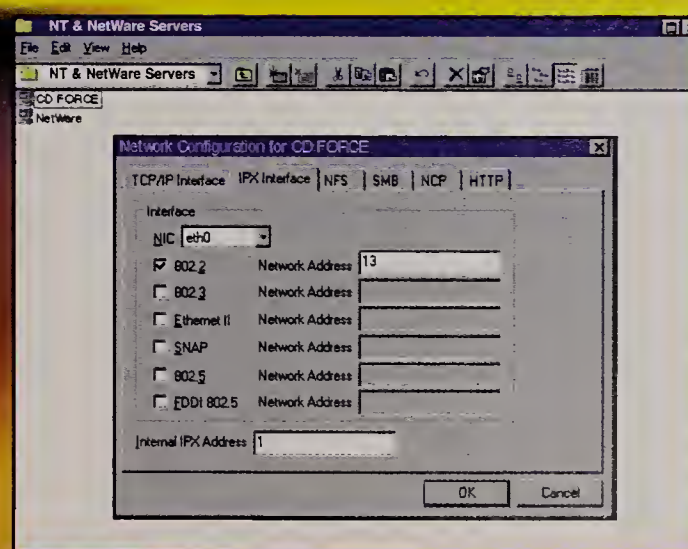 NT & NetWare Servers
File Edit View Help
NT & NetWare Servers
CD FORCE
NetWare
Network Configuration for CD FORCE
TCP/IP Interface IPX Interface NFS SMB NCP HTTP
Interface
NIC eth0
802.2 Network Address 13
802.3 Network Address
Ethernet II Network Address
SNAP Network Address
802.5 Network Address
FDDI 802.5 Network Address
Internal IPX Address 1
OK Cancel